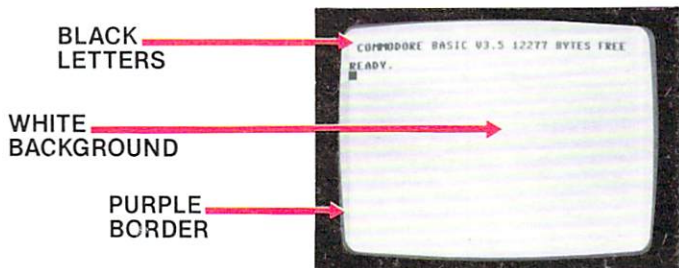 BLACK
LETTERS
COMMODORE BASIC V3.5 12277 BYTES FREE
READY.
WHITE
BACKGROUND
PURPLE
BORDER